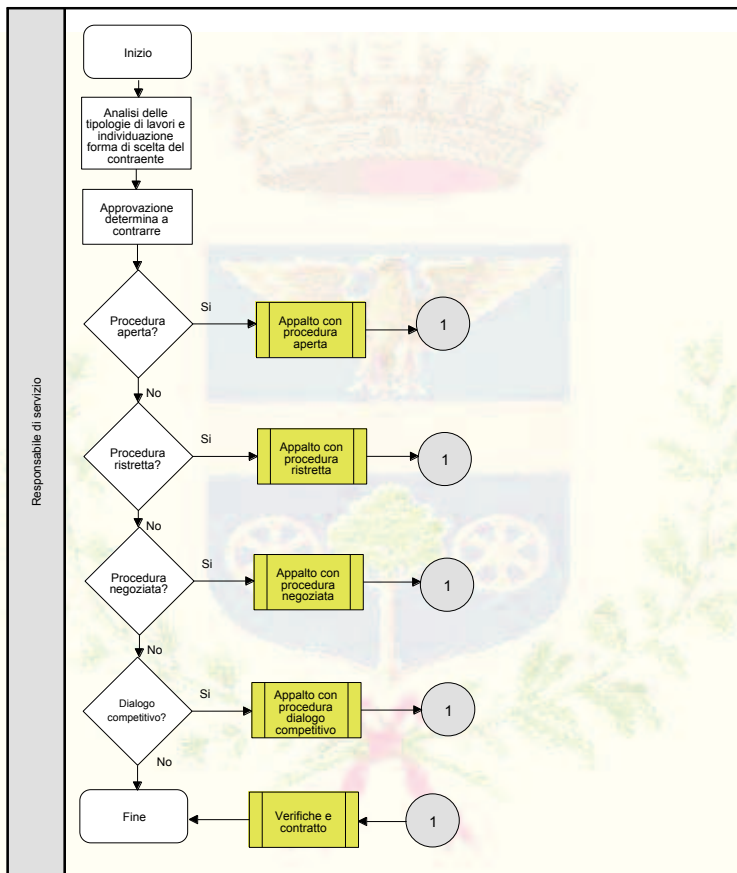 Responsabile di servizio
Inizio
Analisi delle
tipologie di lavori e
individuazione
forma di scelta del
contraente
Approvazione
determina a
contrarre
Procedura
aperta?
Si
Appalto con
procedura
aperta
1
No
Procedura
ristretta?
Si
Appalto con
procedura
ristretta
1
No
Procedura
negoziata?
Si
Appalto con
procedura
negoziata
1
No
Dialogo
competitivo?
Si
Appalto con
procedura
dialogo
competitivo
1
No
Fine
Verifiche e
contratto
1